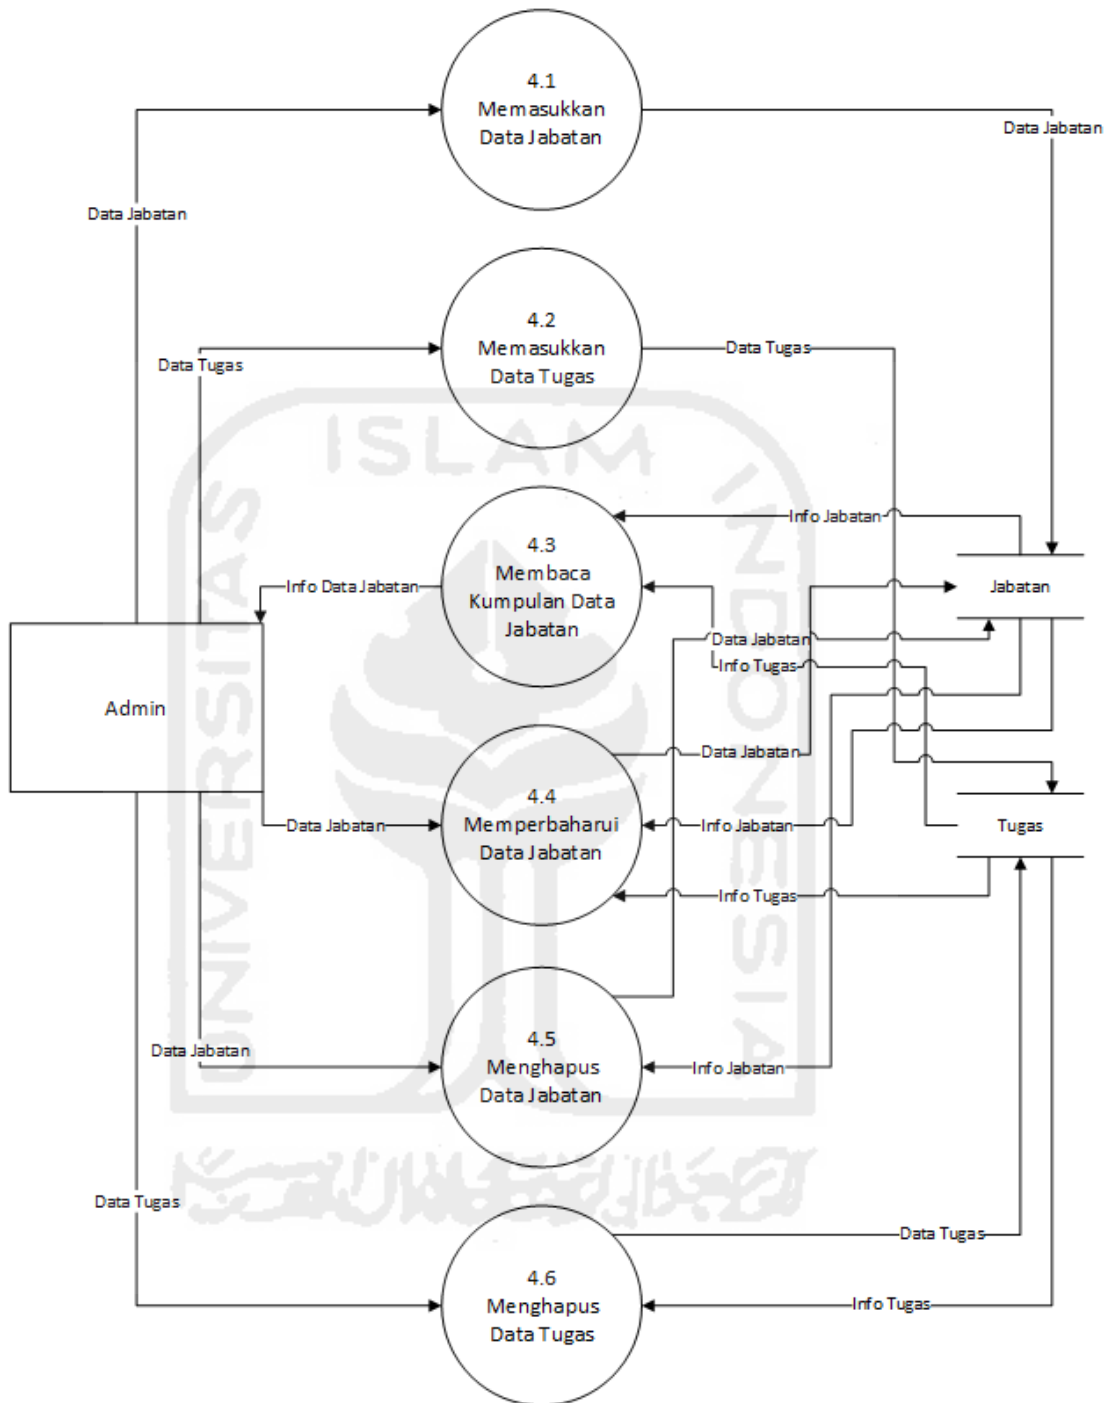 4.1
Memasukkan
Data Jabatan
Data Jabatan
Data Jabatan
4.2
Memasukkan
Data Tugas
Data Tugas
Data Tugas
ISLAM
UNIVERSITAS
INDONESIA
4.3
Membaca
Kumpulan Data
Jabatan
Info Jabatan
Info Data Jabatan
Jabatan
Data Jabatan
Info Tugas
Admin
Data Jabatan
4.4
Memperbaharui
Data Jabatan
Data Jabatan
Info Jabatan
Tugas
Info Tugas
4.5
Menghapus
Data Jabatan
Data Jabatan
Info Jabatan
Data Tugas
Data Tugas
4.6
Menghapus
Data Tugas
Info Tugas